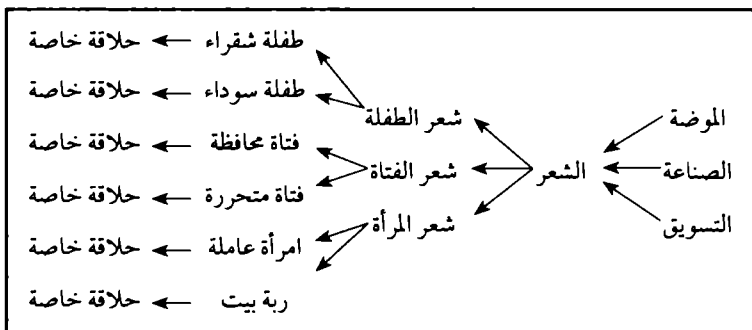 طفلة شقراء حلاقة خاصة
طفلة سوداء حلاقة خاصة
الموضة شعر الطفلة
فتاة محافظة حلاقة خاصة
الصناعة الشعر شعر الفتاة
فتاة متحررة حلاقة خاصة
التسويق شعر المرأة
امرأة عاملة حلاقة خاصة
ربة بيت حلاقة خاصة